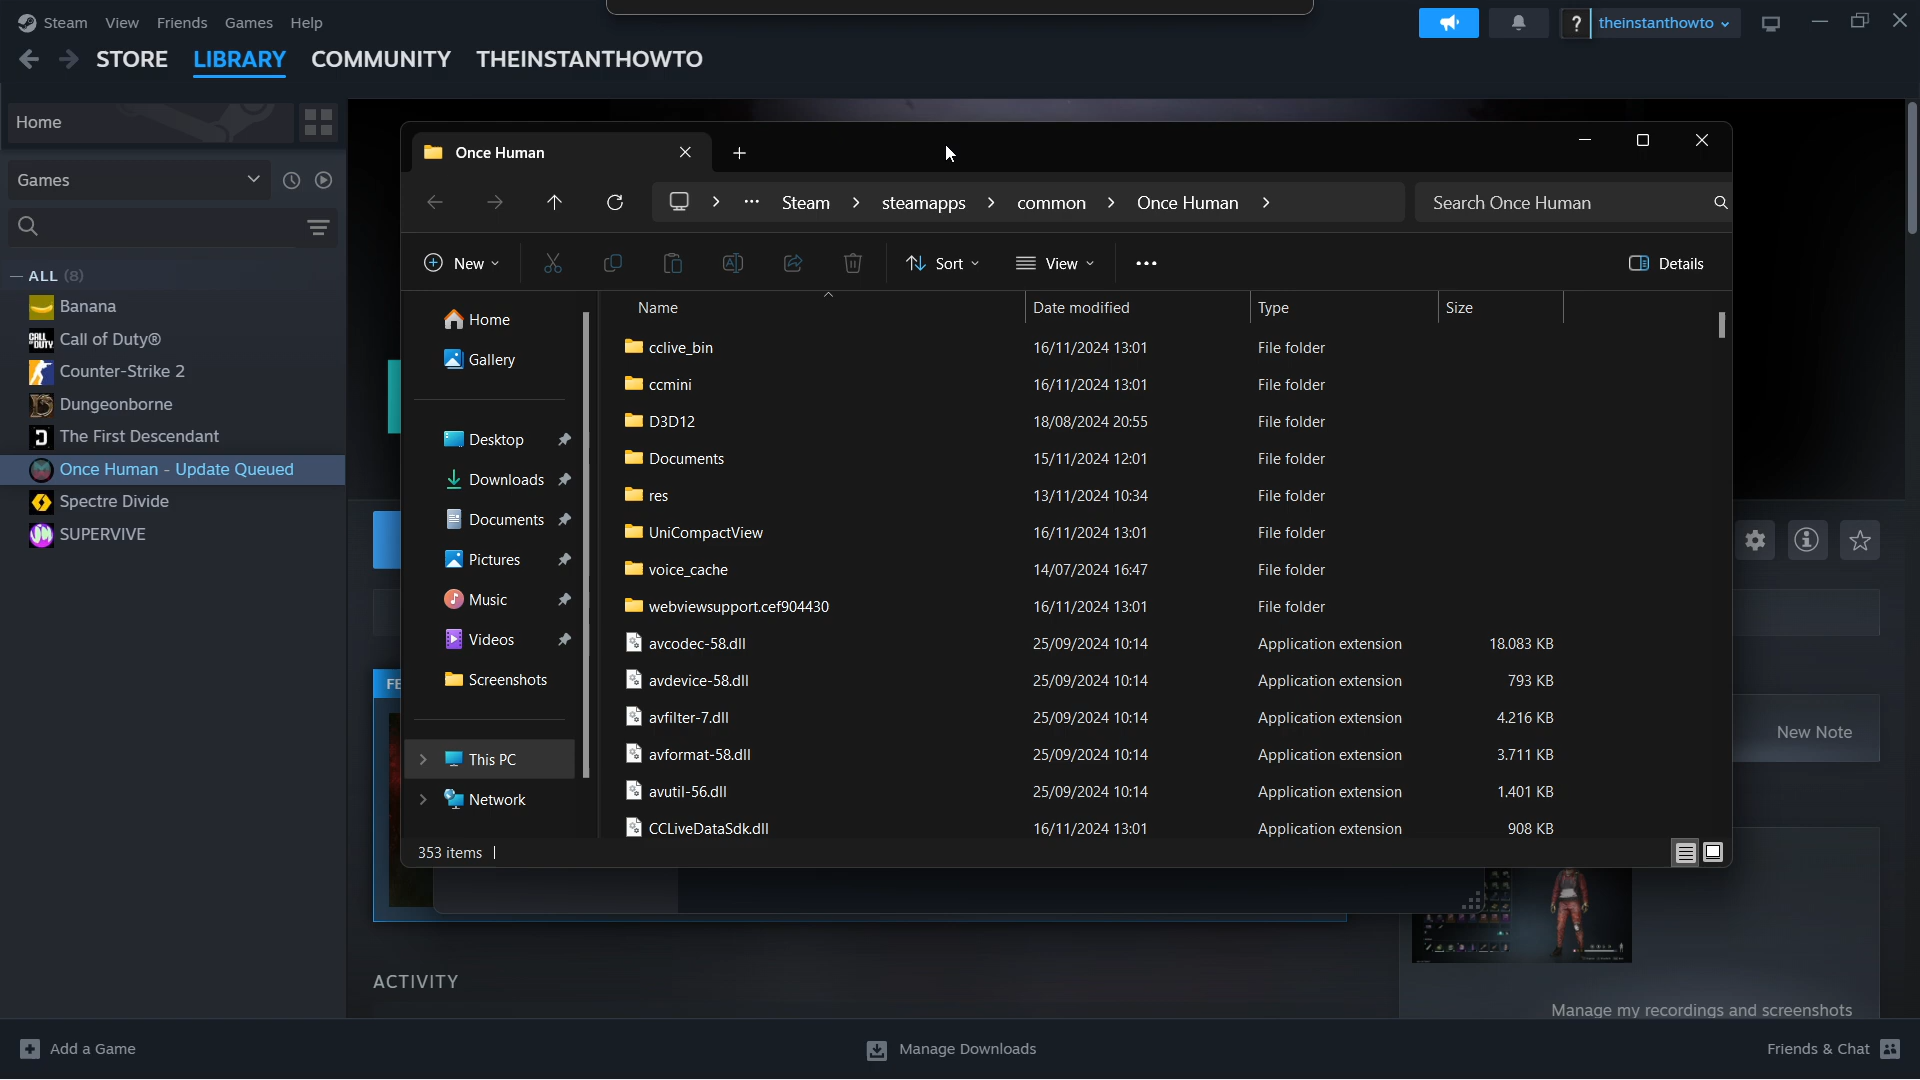 Steam View Friends Games Help
? theinstanthowto
STORE LIBRARY COMMUNITY THEINSTANTHOWTO
Home
Games
— ALL (8)
Banana
Call of Duty®
Counter-Strike 2
Dungeonborne
The First Descendant
Once Human - Update Queued
Spectre Divide
SUPERVIVE
Once Human
Steam > steamapps > common > Once Human >
Search Once Human
New Sort View Details
Home
Gallery
Desktop
Downloads
Documents
Pictures
Music
Videos
Screenshots
This PC
Network
Name Date modified Type Size
cclive_bin 16/11/2024 13:01 File folder
ccmini 16/11/2024 13:01 File folder
D3D12 18/08/2024 20:55 File folder
Documents 15/11/2024 12:01 File folder
res 13/11/2024 10:34 File folder
UniCompactView 16/11/2024 13:01 File folder
voice_cache 14/07/2024 16:47 File folder
webviewsupport.cef904430 16/11/2024 13:01 File folder
avcodec-58.dll 25/09/2024 10:14 Application extension 18.083 KB
avdevice-58.dll 25/09/2024 10:14 Application extension 793 KB
avfilter-7.dll 25/09/2024 10:14 Application extension 4.216 KB
avformat-58.dll 25/09/2024 10:14 Application extension 3.711 KB
avutil-56.dll 25/09/2024 10:14 Application extension 1.401 KB
CCLiveDataSdk.dll 16/11/2024 13:01 Application extension 908 KB
353 items
FE
New Note
ACTIVITY
Manage my recordings and screenshots
Add a Game
Manage Downloads
Friends & Chat